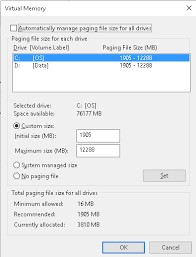 Virtual Memory
Automatically manage paging file size for all drives
Paging file size for each drive
Drive [Volume Label] Paging File Size (MB)
C: [OS] 1905 - 12288
D: [Data] 1905 - 12288
Selected drive: C: [OS]
Space available: 76177 MB
Custom size:
Initial size (MB): 1905
Maximum size (MB): 12288
System managed size
No paging file
Set
Total paging file size for all drives
Minimum allowed: 16 MB
Recommended: 1905 MB
Currently allocated: 3810 MB
OK
Cancel